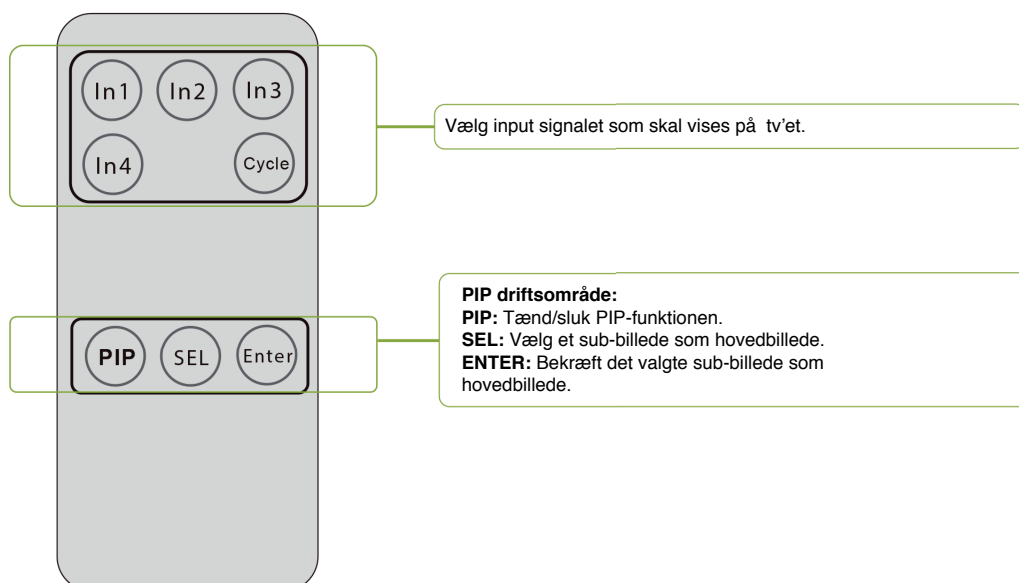 In1 In2 In3
In4 Cycle
Vælg input signalet som skal vises på tv'et.
PIP SEL Enter
PIP driftsområde:
PIP: Tænd/sluk PIP-funktionen.
SEL: Vælg et sub-billede som hovedbillede.
ENTER: Bekræft det valgte sub-billede som
hovedbillede.